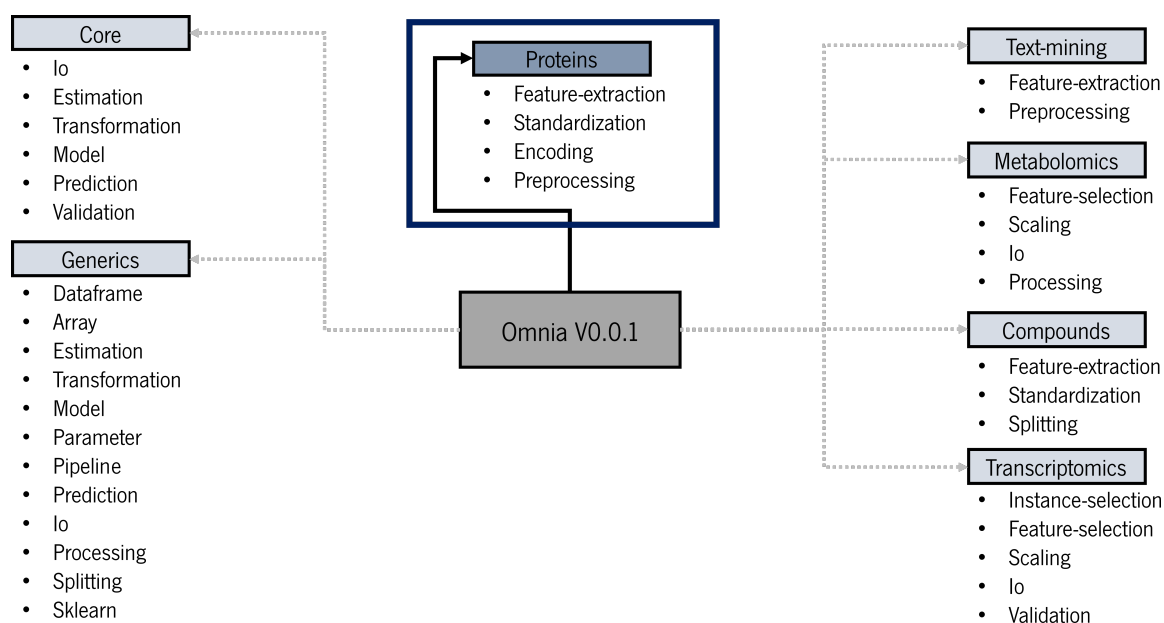 Core
• Io
• Estimation
• Transformation
• Model
• Prediction
• Validation
Generics
• Dataframe
• Array
• Estimation
• Transformation
• Model
• Parameter
• Pipeline
• Prediction
• Io
• Processing
• Splitting
• Sklearn
Proteins
• Feature-extraction
• Standardization
• Encoding
• Preprocessing
Omnia V0.0.1
Text-mining
• Feature-extraction
• Preprocessing
Metabolomics
• Feature-selection
• Scaling
• Io
• Processing
Compounds
• Feature-extraction
• Standardization
• Splitting
Transcriptomics
• Instance-selection
• Feature-selection
• Scaling
• Io
• Validation